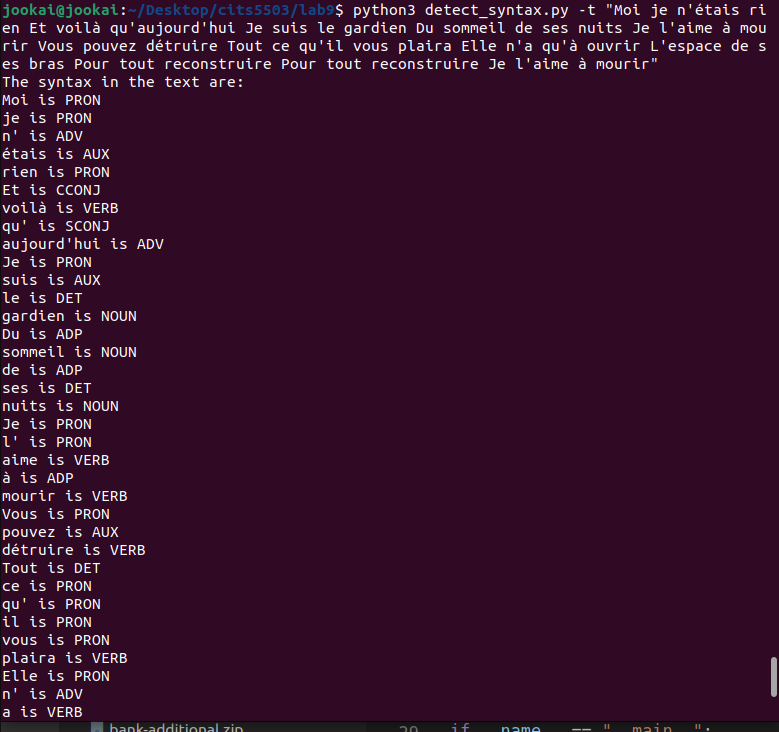 jookai@jookai:~/Desktop/cits5503/lab9$ python3 detect_syntax.py -t "Moi je n'étais ri
en Et voilà qu'aujourd'hui Je suis le gardien Du sommeil de ses nuits Je l'aime à mou
rir Vous pouvez détruire Tout ce qu'il vous plaira Elle n'a qu'à ouvrir L'espace de s
es bras Pour tout reconstruire Pour tout reconstruire Je l'aime à mourir"
The syntax in the text are:
Moi is PRON
je is PRON
n' is ADV
étais is AUX
rien is PRON
Et is CCONJ
voilà is VERB
qu' is SCONJ
aujourd'hui is ADV
Je is PRON
suis is AUX
le is DET
gardien is NOUN
Du is ADP
sommeil is NOUN
de is ADP
ses is DET
nuits is NOUN
Je is PRON
l' is PRON
aime is VERB
à is ADP
mourir is VERB
Vous is PRON
pouvez is AUX
détruire is VERB
Tout is DET
ce is PRON
qu' is PRON
il is PRON
vous is PRON
plaira is VERB
Elle is PRON
n' is ADV
a is VERB
bank-additional.zip 29 if __name__ == "__main__":